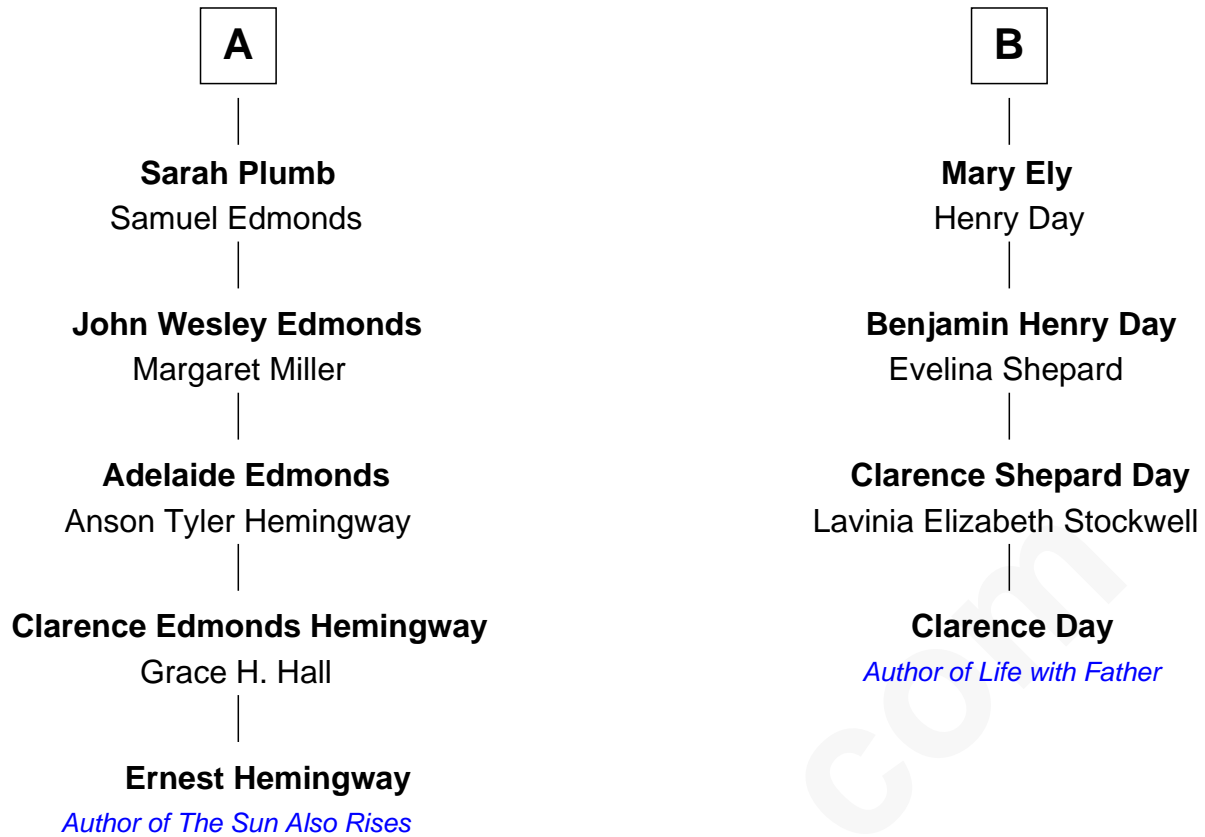 A
Sarah Plumb
Samuel Edmonds
John Wesley Edmonds
Margaret Miller
Adelaide Edmonds
Anson Tyler Hemingway
Clarence Edmonds Hemingway
Grace H. Hall
Ernest Hemingway
Author of The Sun Also Rises
B
Mary Ely
Henry Day
Benjamin Henry Day
Evelina Shepard
Clarence Shepard Day
Lavinia Elizabeth Stockwell
Clarence Day
Author of Life with Father
com